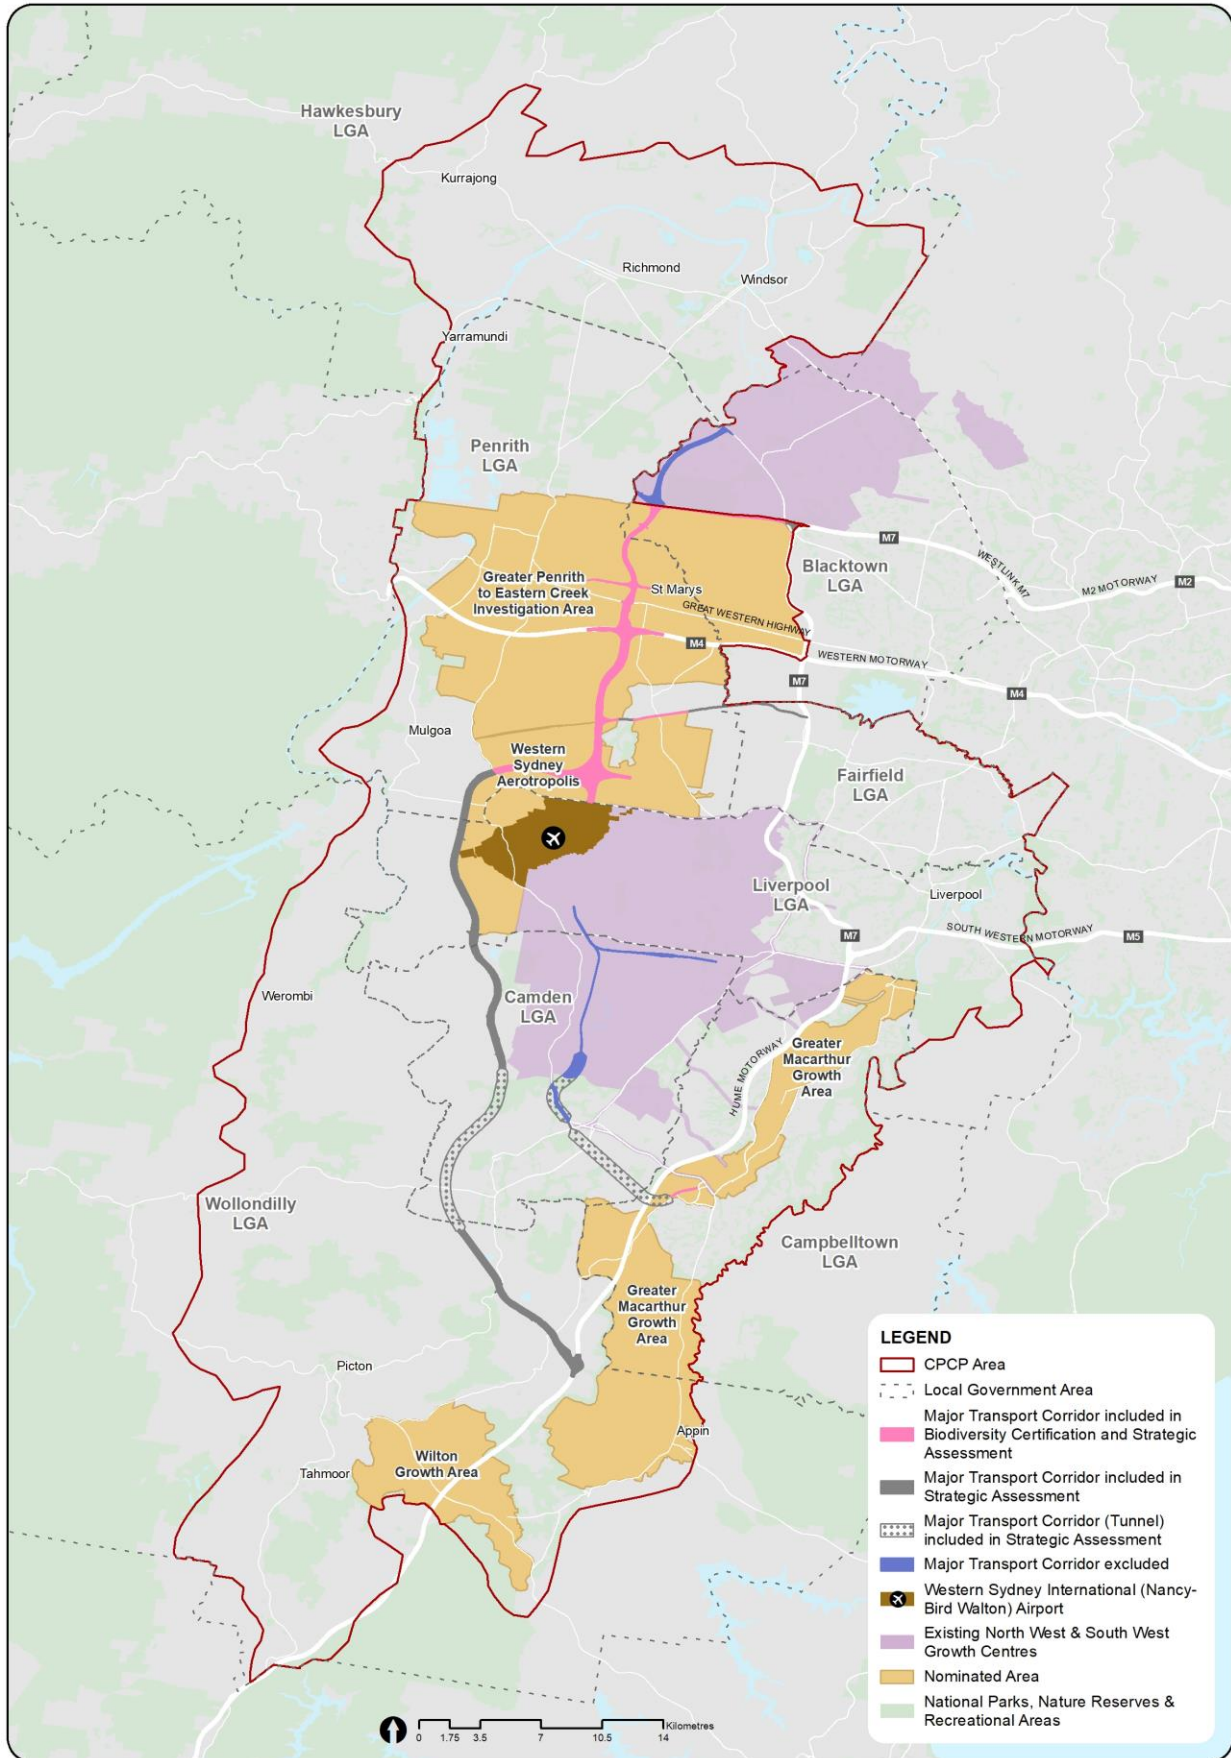 Hawkesbury
LGA
Kurrajong
Richmond
Windsor
Yarramundi
Penrith
LGA
M7
Blacktown
LGA
WESTLINK M7
M2 MOTORWAY
M2
Greater Penrith
to Eastern Creek
Investigation Area
St Marys
GREAT WESTERN HIGHWAY
M4
WESTERN MOTORWAY
M7
M4
Mulgoa
Western
Sydney
Aerotropolis
Fairfield
LGA
Liverpool
LGA
Liverpool
M7
SOUTH WESTERN MOTORWAY
M5
Werombi
Camden
LGA
HUME MOTORWAY
Greater
Macarthur
Growth
Area
Wollondilly
LGA
Campbelltown
LGA
Greater
Macarthur
Growth
Area
Picton
Appin
Wilton
Growth Area
Tahmoor
LEGEND
CPCP Area
Local Government Area
Major Transport Corridor included in
Biodiversity Certification and Strategic
Assessment
Major Transport Corridor included in
Strategic Assessment
Major Transport Corridor (Tunnel)
included in Strategic Assessment
Major Transport Corridor excluded
Western Sydney International (Nancy-
Bird Walton) Airport
Existing North West & South West
Growth Centres
Nominated Area
National Parks, Nature Reserves &
Recreational Areas
Kilometres
0 1.75 3.5 7 10.5 14